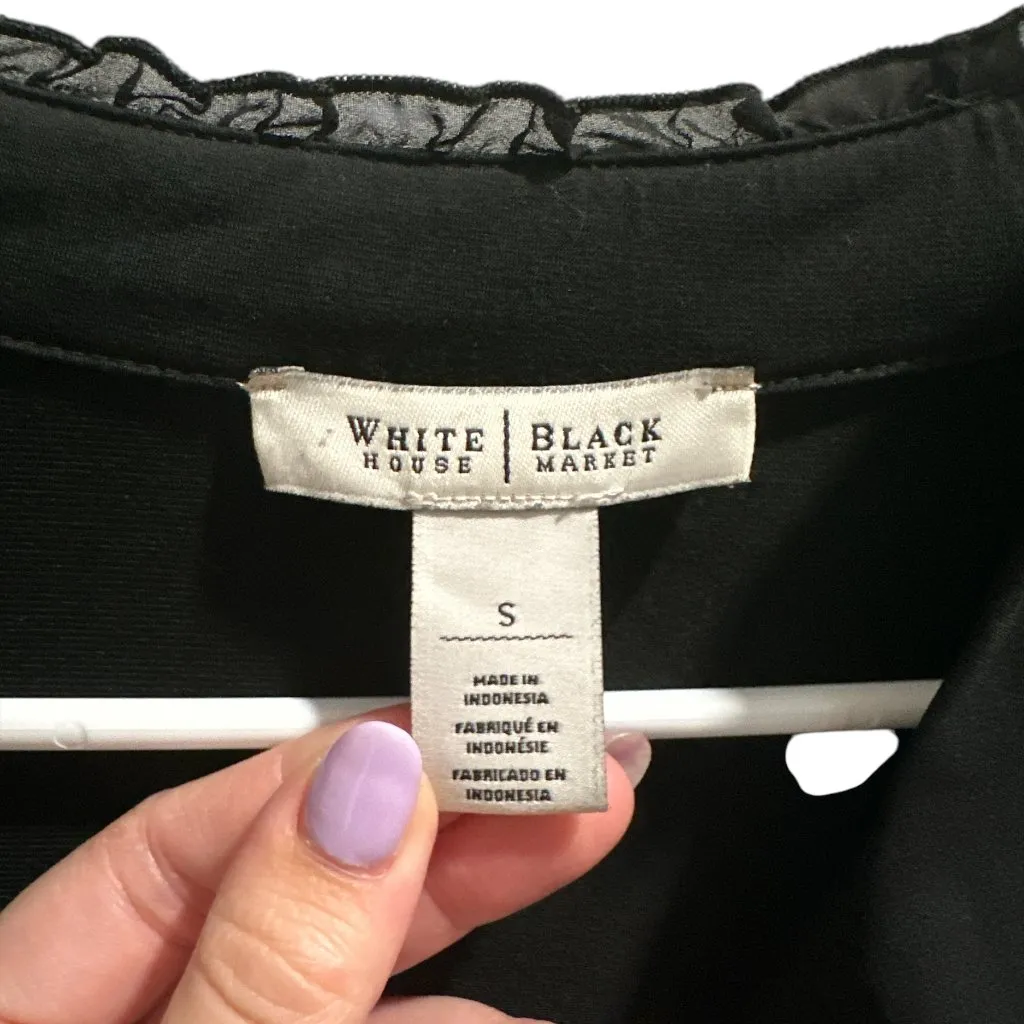 WHITE | BLACK
HOUSE | MARKET
S
MADE IN
INDONESIA
FABRIQUÉ EN
INDONÉSIE
FABRICADO EN
INDONESIA